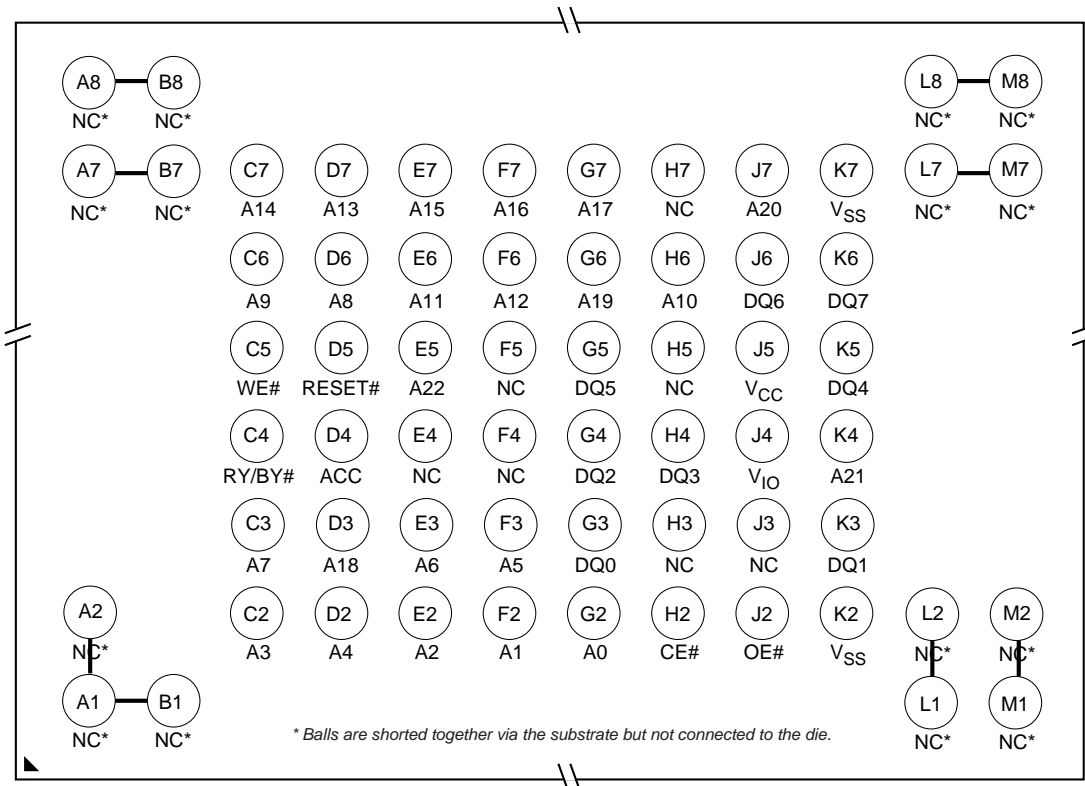 A8 B8 L8 M8
NC* NC* NC* NC*
A7 B7 C7 D7 E7 F7 G7 H7 J7 K7 L7 M7
NC* NC* A14 A13 A15 A16 A17 NC A20 VSS NC* NC*
C6 D6 E6 F6 G6 H6 J6 K6
A9 A8 A11 A12 A19 A10 DQ6 DQ7
C5 D5 E5 F5 G5 H5 J5 K5
WE# RESET# A22 NC DQ5 NC VCC DQ4
C4 D4 E4 F4 G4 H4 J4 K4
RY/BY# ACC NC NC DQ2 DQ3 VIO A21
C3 D3 E3 F3 G3 H3 J3 K3
A7 A18 A6 A5 DQ0 NC NC DQ1
A2 C2 D2 E2 F2 G2 H2 J2 K2 L2 M2
NC* A3 A4 A2 A1 A0 CE# OE# VSS NC* NC*
A1 B1 L1 M1
NC* NC* * Balls are shorted together via the substrate but not connected to the die. NC* NC*